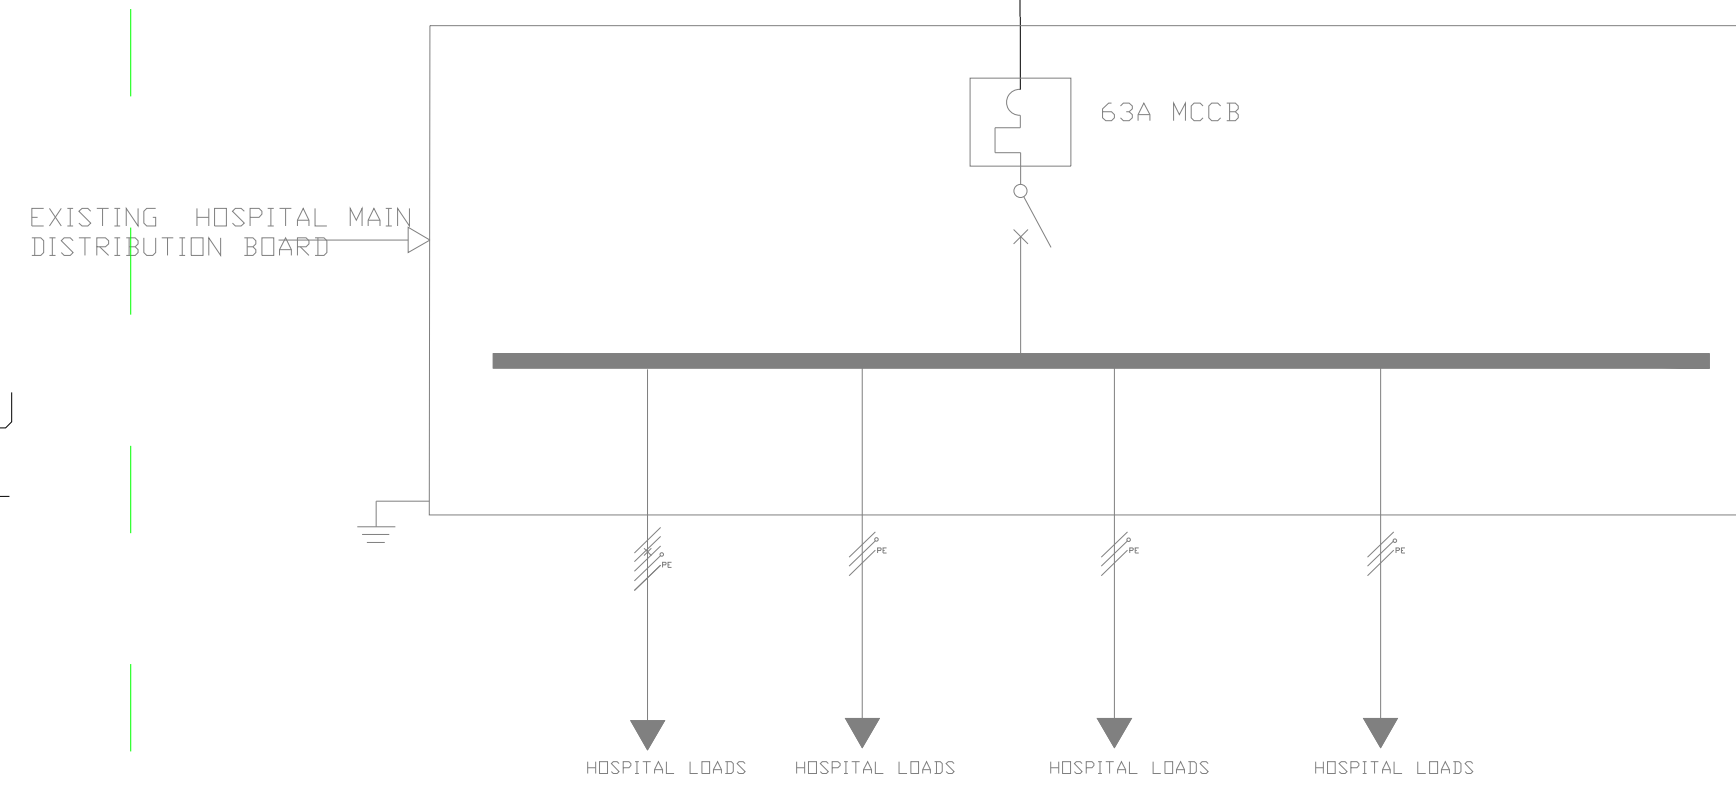 63A MCCB
EXISTING HOSPITAL MAIN
DISTRIBUTION BOARD
PE
PE
PE
PE
HOSPITAL LOADS
HOSPITAL LOADS
HOSPITAL LOADS
HOSPITAL LOADS